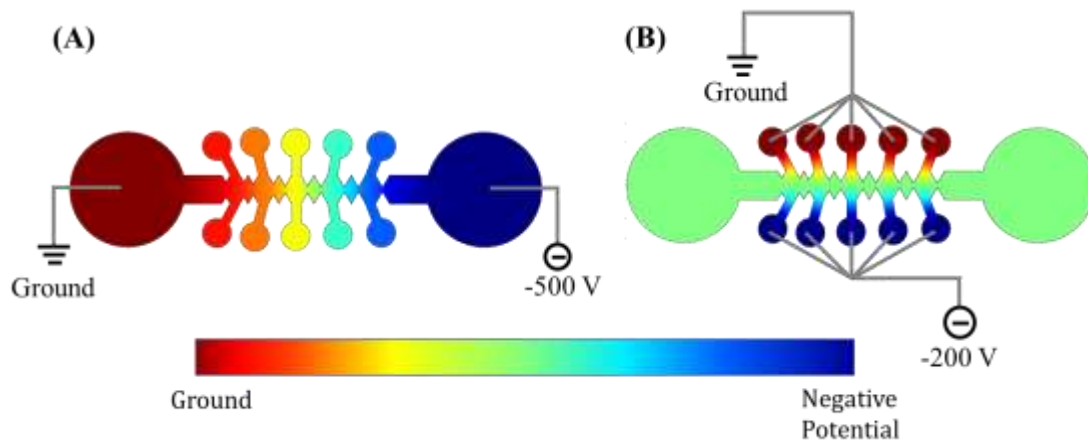 (A)
(B)
Ground
Ground
-500 V
-200 V
Ground
Negative
Potential